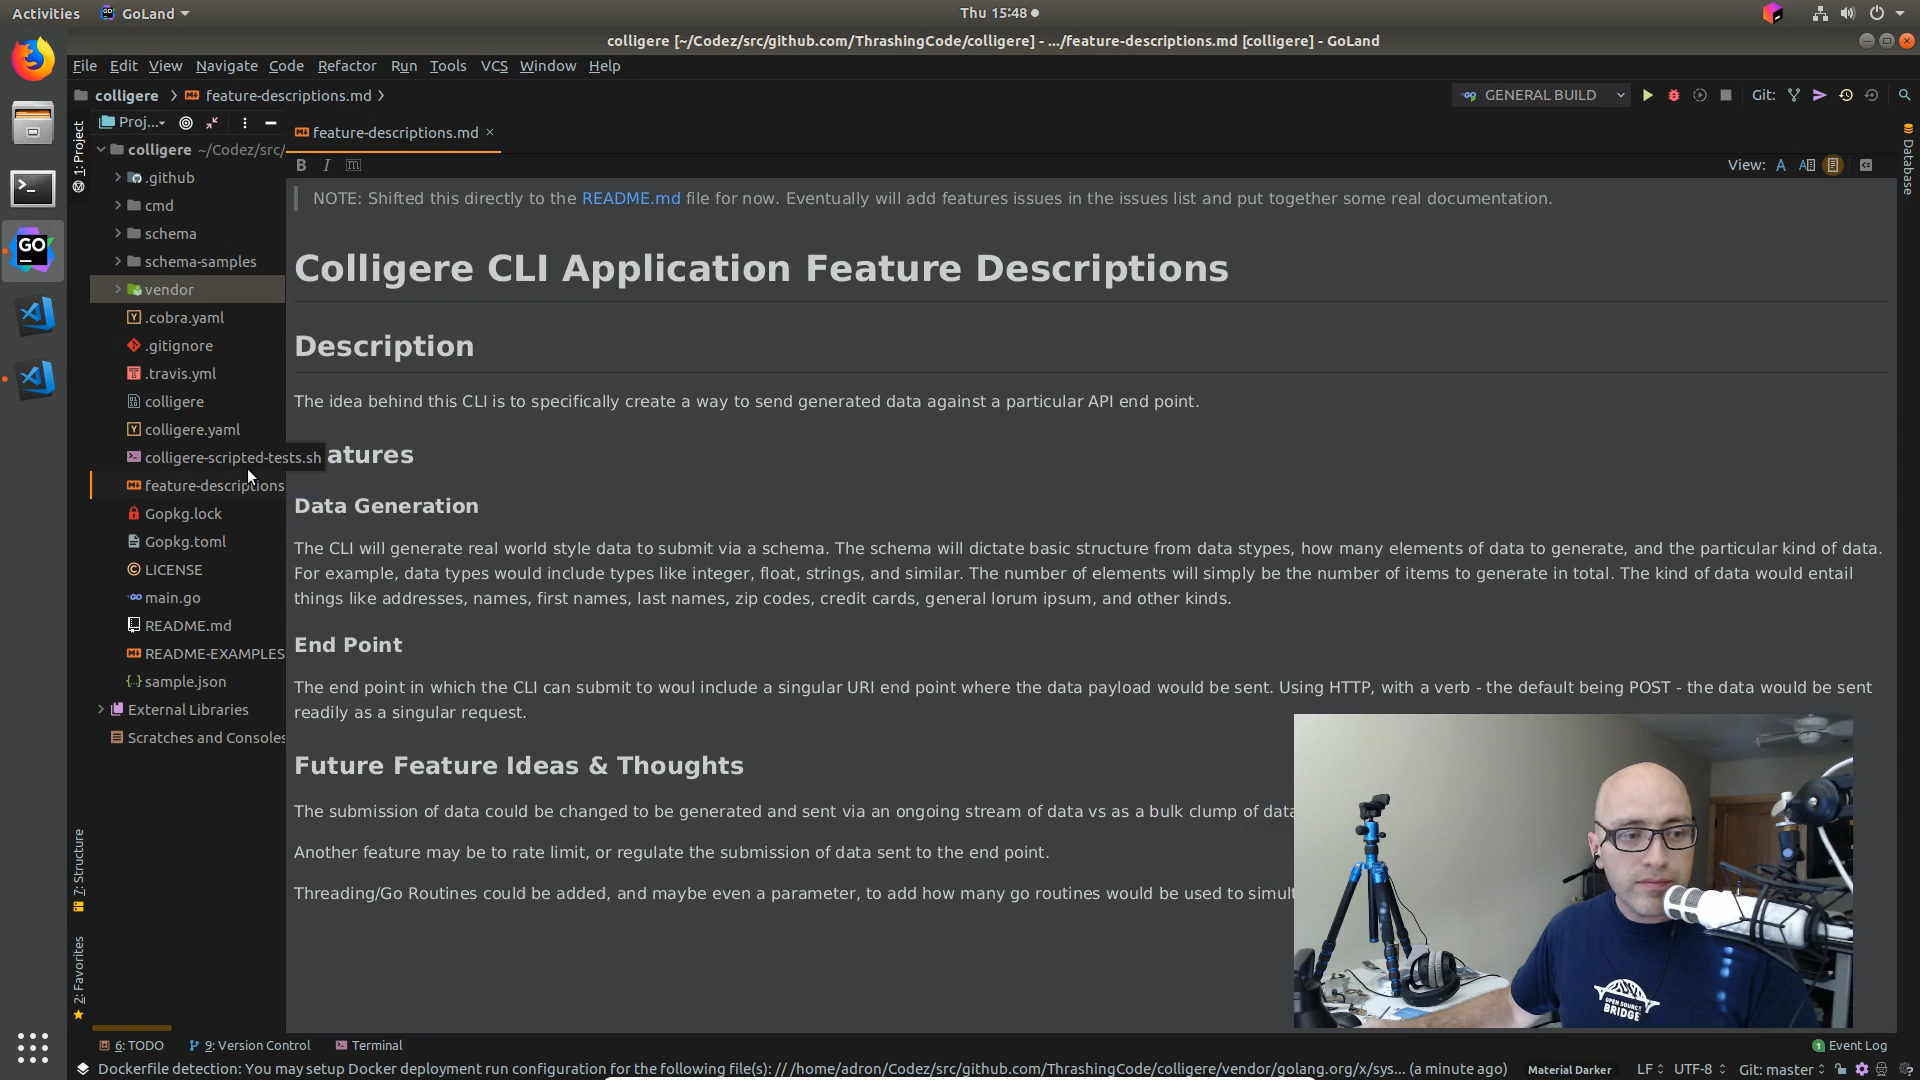 Activities GoLand Thu 15:48
colligere [~/Codez/src/github.com/ThrashingCode/colligere] - .../feature-descriptions.md [colligere] - GoLand
File Edit View Navigate Code Refactor Run Tools VCS Window Help
colligere feature-descriptions.md GENERAL BUILD Git:
Proj... feature-descriptions.md
1: Project
Database
View:
colligere ~/Codez/src/
.github
cmd
schema
schema-samples
vendor
.cobra.yaml
.gitignore
.travis.yml
colligere
colligere.yaml
colligere-scripted-tests.sh
feature-descriptions
Gopkg.lock
Gopkg.toml
LICENSE
main.go
README.md
README-EXAMPLES
sample.json
External Libraries
Scratches and Consoles
NOTE: Shifted this directly to the README.md file for now. Eventually will add features issues in the issues list and put together some real documentation.
Colligere CLI Application Feature Descriptions
Description
The idea behind this CLI is to specifically create a way to send generated data against a particular API end point.
atures
Data Generation
The CLI will generate real world style data to submit via a schema. The schema will dictate basic structure from data stypes, how many elements of data to generate, and the particular kind of data.
For example, data types would include types like integer, float, strings, and similar. The number of elements will simply be the number of items to generate in total. The kind of data would entail
things like addresses, names, first names, last names, zip codes, credit cards, general lorum ipsum, and other kinds.
End Point
The end point in which the CLI can submit to woul include a singular URI end point where the data payload would be sent. Using HTTP, with a verb - the default being POST - the data would be sent
readily as a singular request.
Future Feature Ideas & Thoughts
The submission of data could be changed to be generated and sent via an ongoing stream of data vs as a bulk clump of data
Another feature may be to rate limit, or regulate the submission of data sent to the end point.
Threading/Go Routines could be added, and maybe even a parameter, to add how many go routines would be used to simult
OPEN SOURCE
BRIDGE
7: Structure
2: Favorites
6: TODO 9: Version Control Terminal Event Log
Dockerfile detection: You may setup Docker deployment run configuration for the following file(s): // /home/adron/Codez/src/github.com/ThrashingCode/colligere/vendor/golang.org/x/sys... (a minute ago) Material Darker LF UTF-8 Git: master